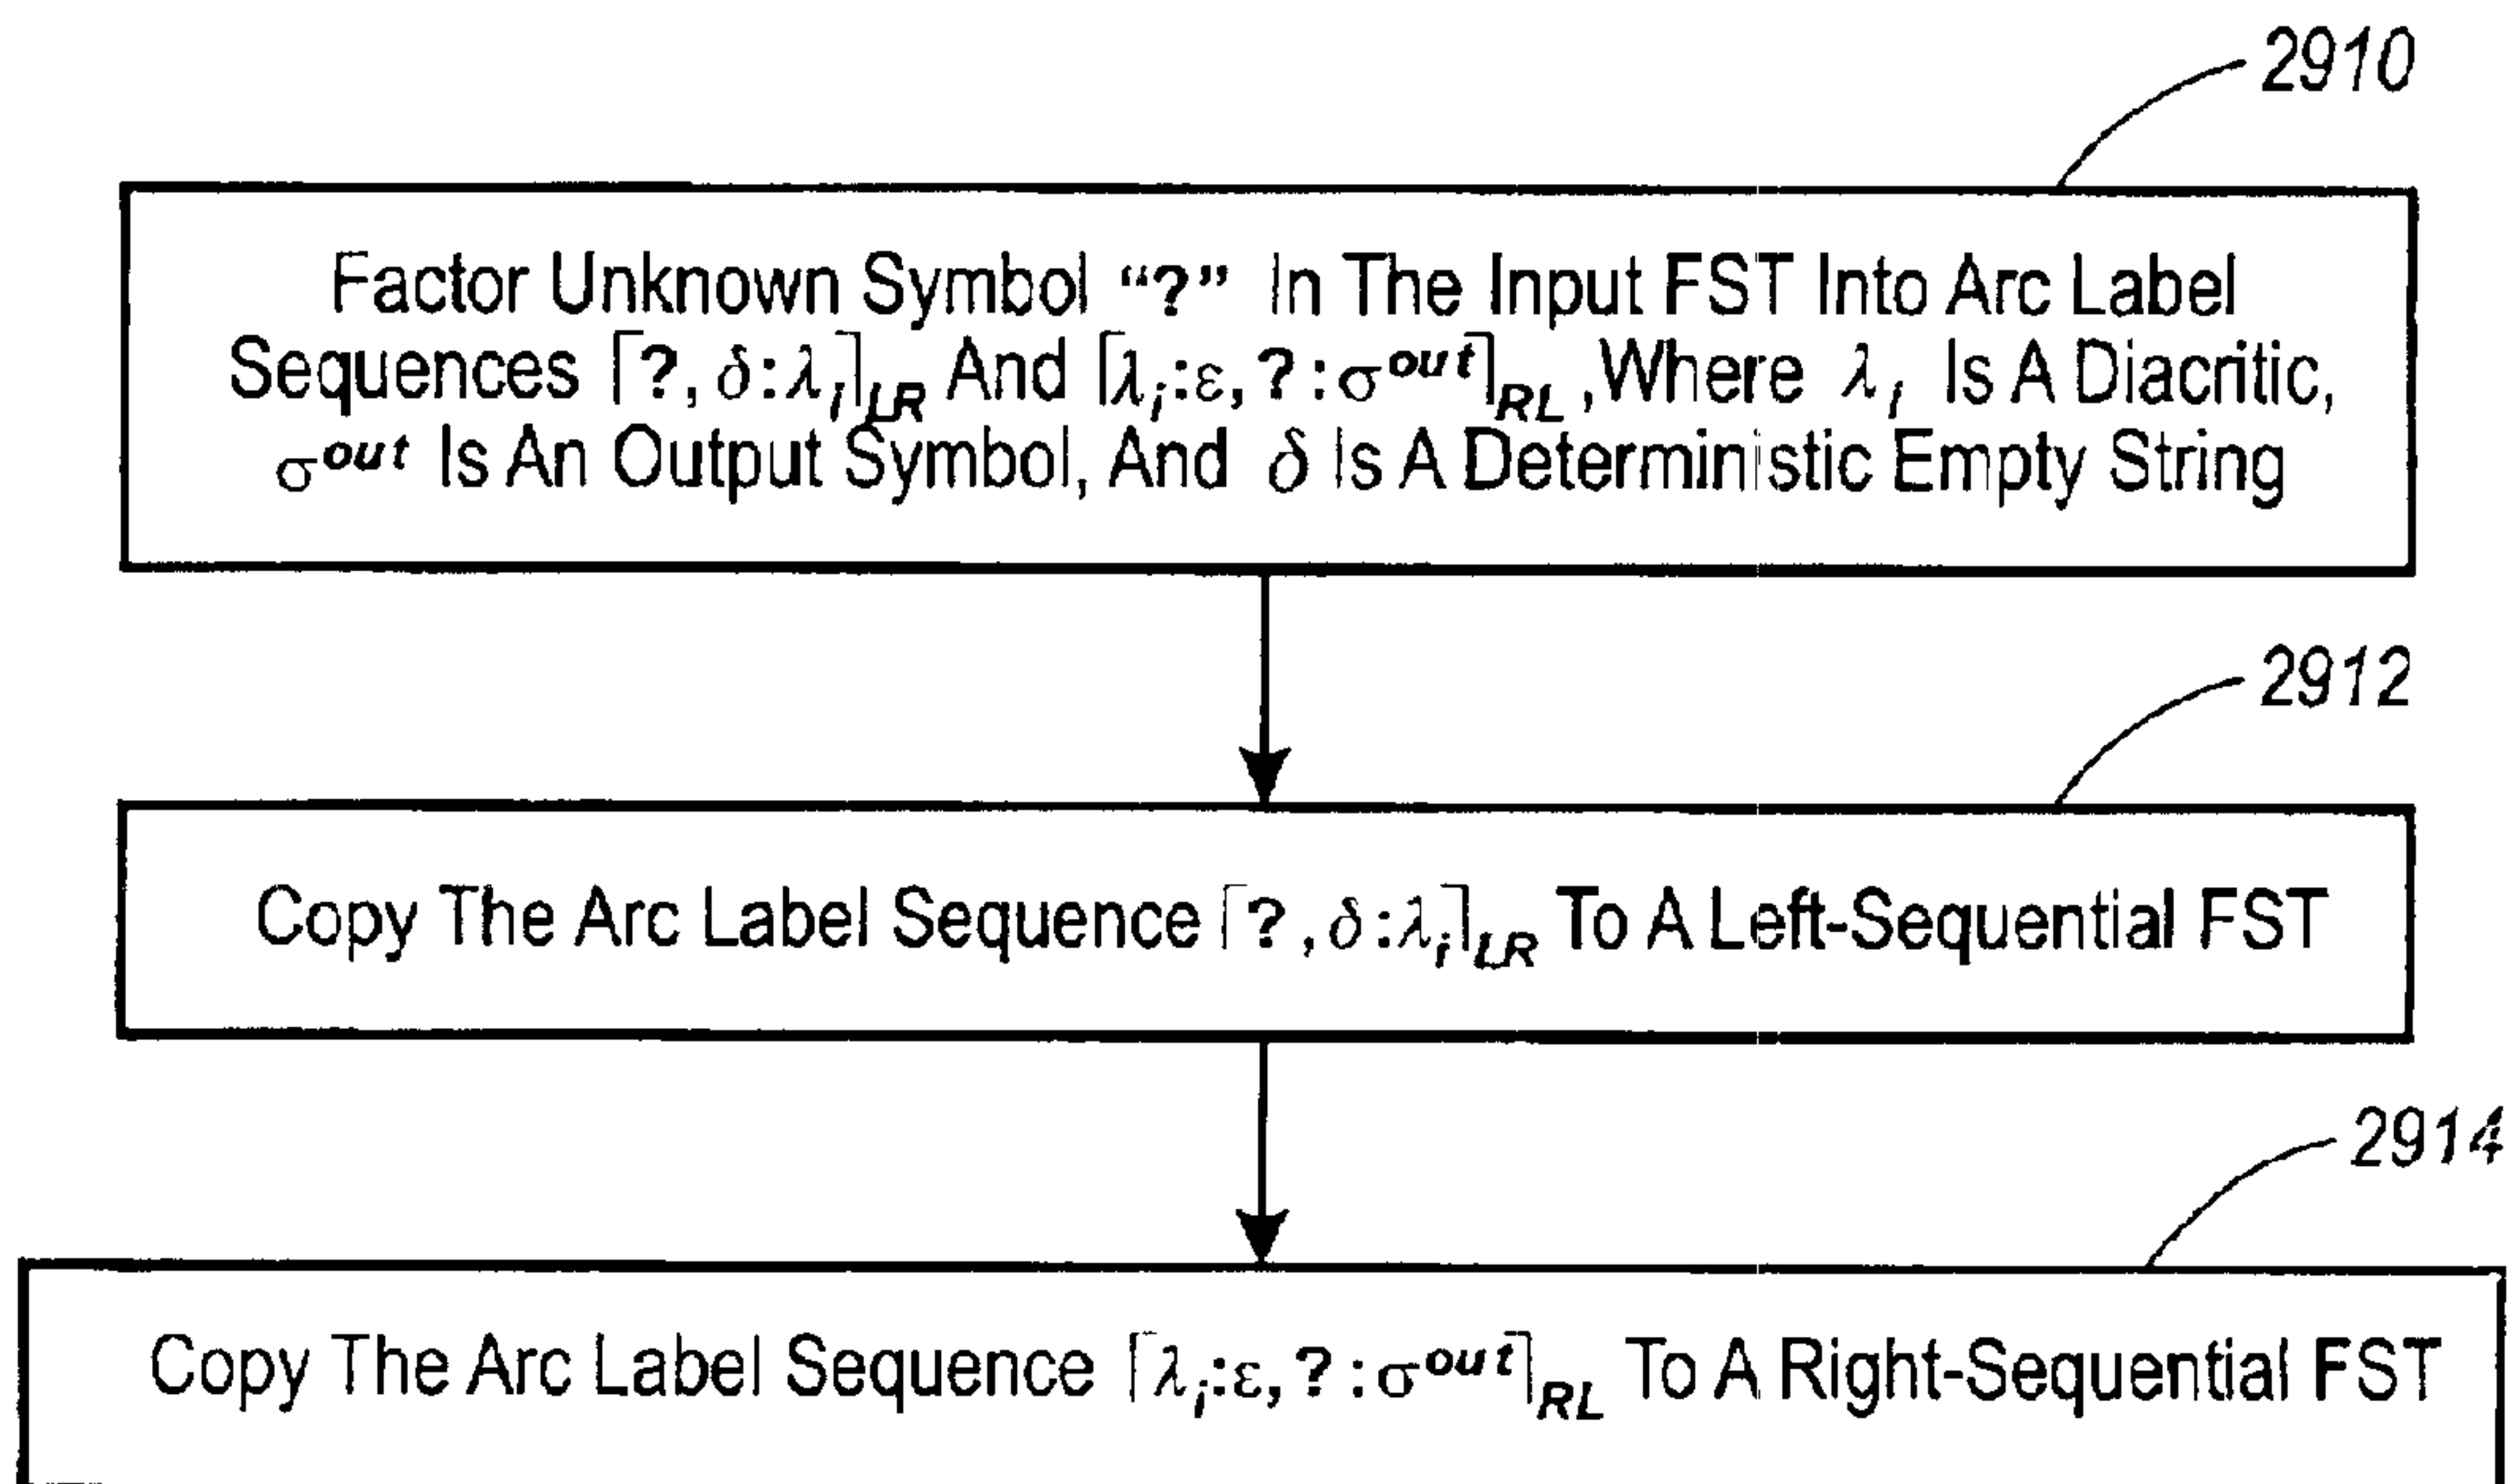 2910
Factor Unknown Symbol “?” In The Input FST Into Arc Label
Sequences ⌈?, δ:λᵢ⌉LR And ⌈λᵢ:ε, ?:σᵒᵘᵗ⌉RL, Where λᵢ Is A Diacritic,
σᵒᵘᵗ Is An Output Symbol, And δ Is A Deterministic Empty String
2912
Copy The Arc Label Sequence ⌈?, δ:λᵢ⌉LR To A Left-Sequential FST
2914
Copy The Arc Label Sequence ⌈λᵢ:ε, ?:σᵒᵘᵗ⌉RL To A Right-Sequential FST